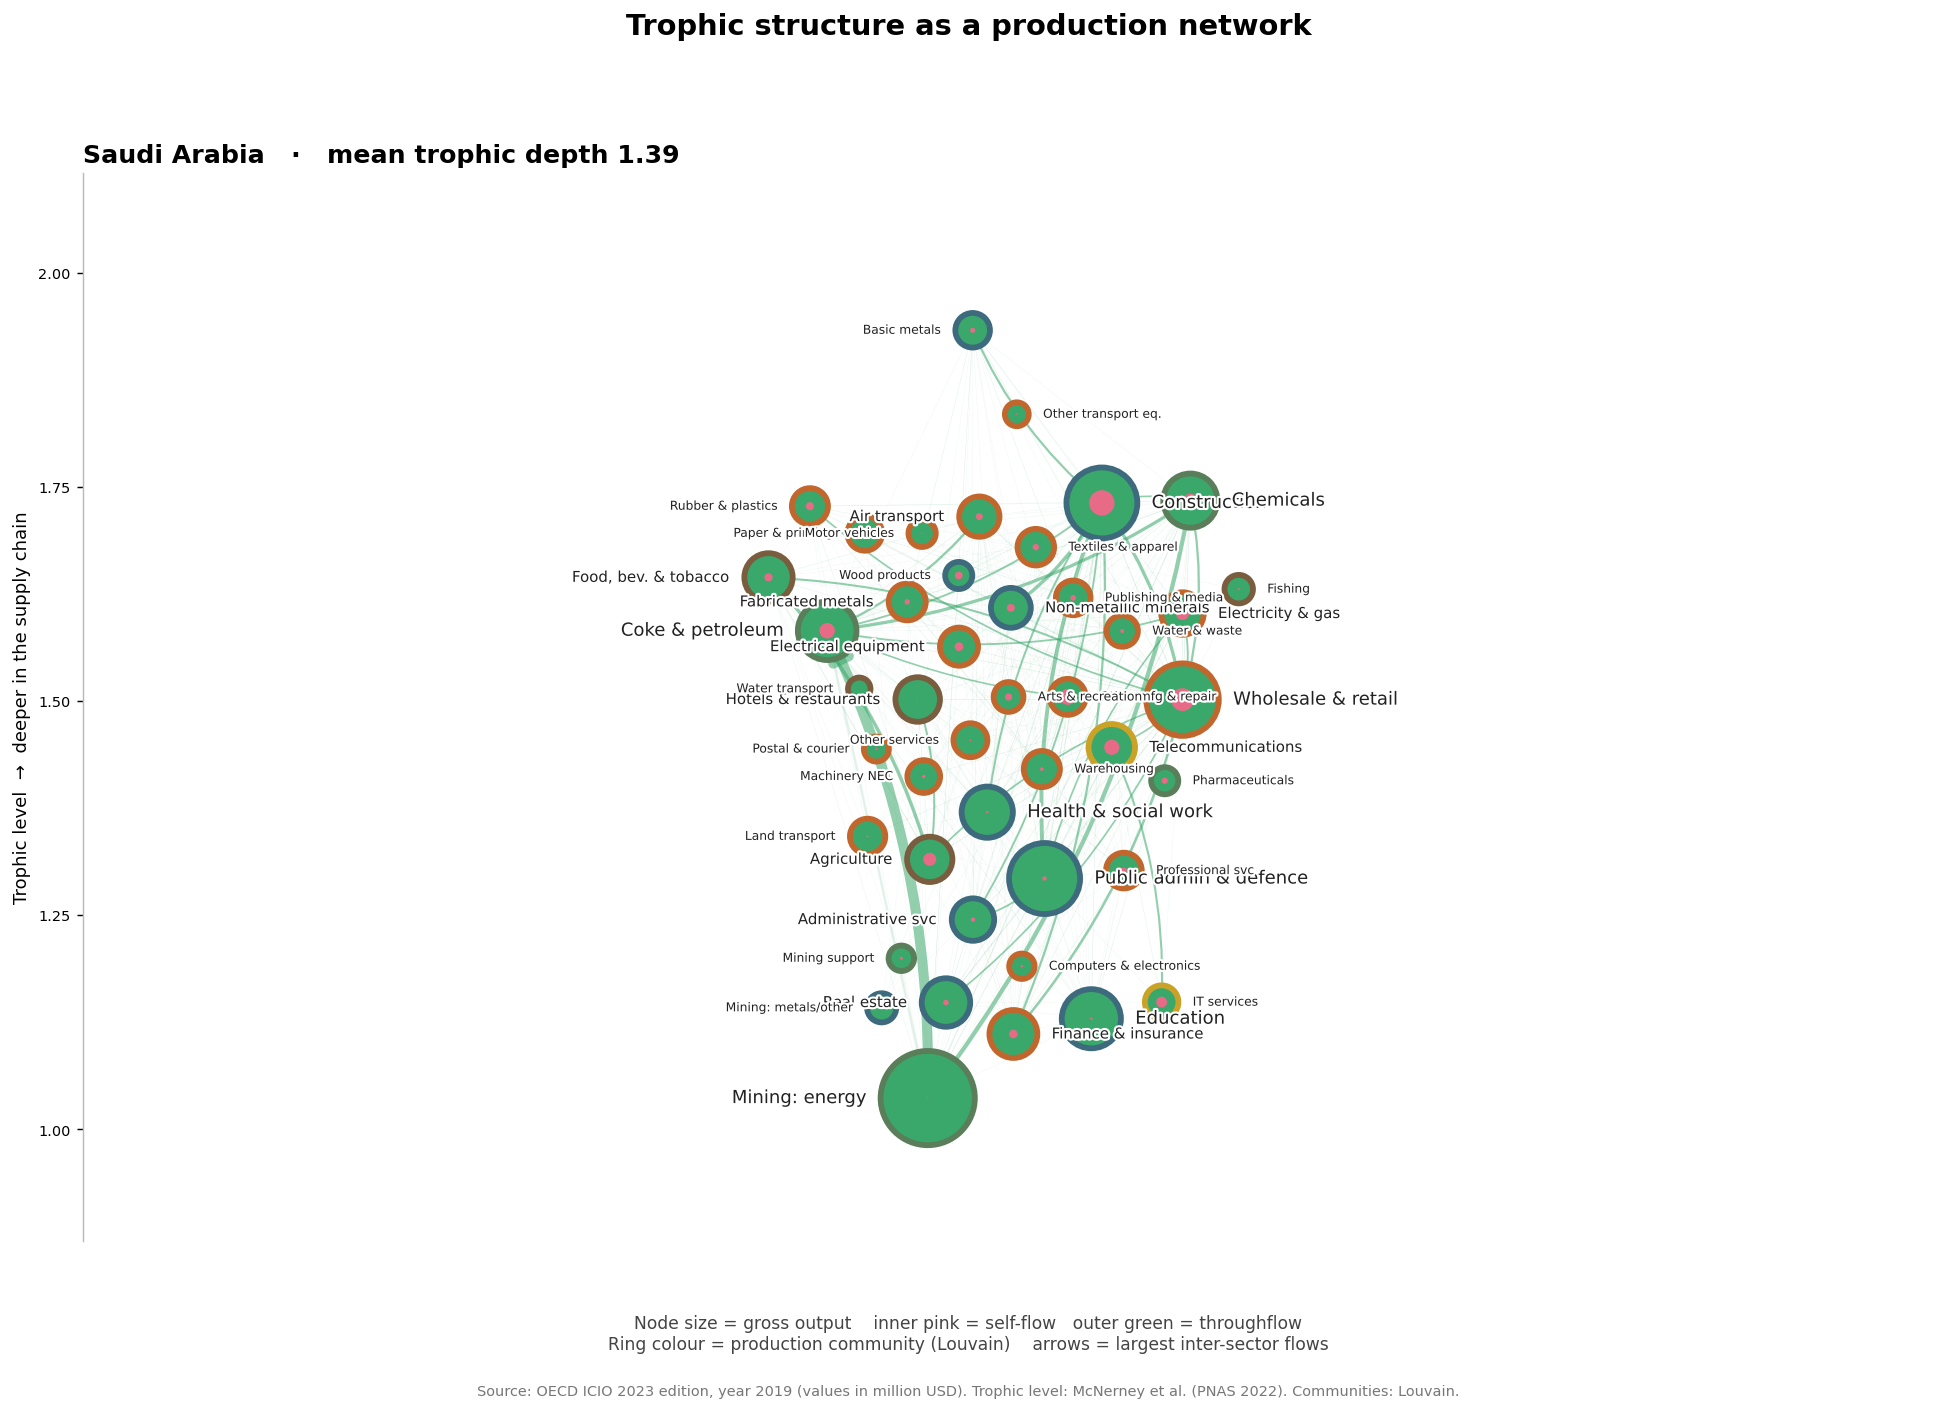 Trophic structure as a production network
Saudi Arabia · mean trophic depth 1.39
Trophic level → deeper in the supply chain
2.00
1.75
1.50
1.25
1.00
Basic metals
Other transport eq.
Chemicals
Rubber & plastics
Air transport
Motor vehicles
Textiles & apparel
Wood products
Food, bev. & tobacco
Fishing
Publishing & media
Fabricated metals
Non-metallic minerals
Electricity & gas
Coke & petroleum
Water & waste
Electrical equipment
Water transport
Hotels & restaurants
Arts & recreation
mfg & repair
Wholesale & retail
Other services
Postal & courier
Telecommunications
Machinery NEC
Warehousing
Pharmaceuticals
Health & social work
Land transport
Agriculture
Professional svc
Public admin & defence
Administrative svc
Mining support
Computers & electronics
Mining: metals/other
Real estate
IT services
Education
Finance & insurance
Mining: energy
Node size = gross output inner pink = self-flow outer green = throughflow
Ring colour = production community (Louvain) arrows = largest inter-sector flows
Source: OECD ICIO 2023 edition, year 2019 (values in million USD). Trophic level: McNerney et al. (PNAS 2022). Communities: Louvain.